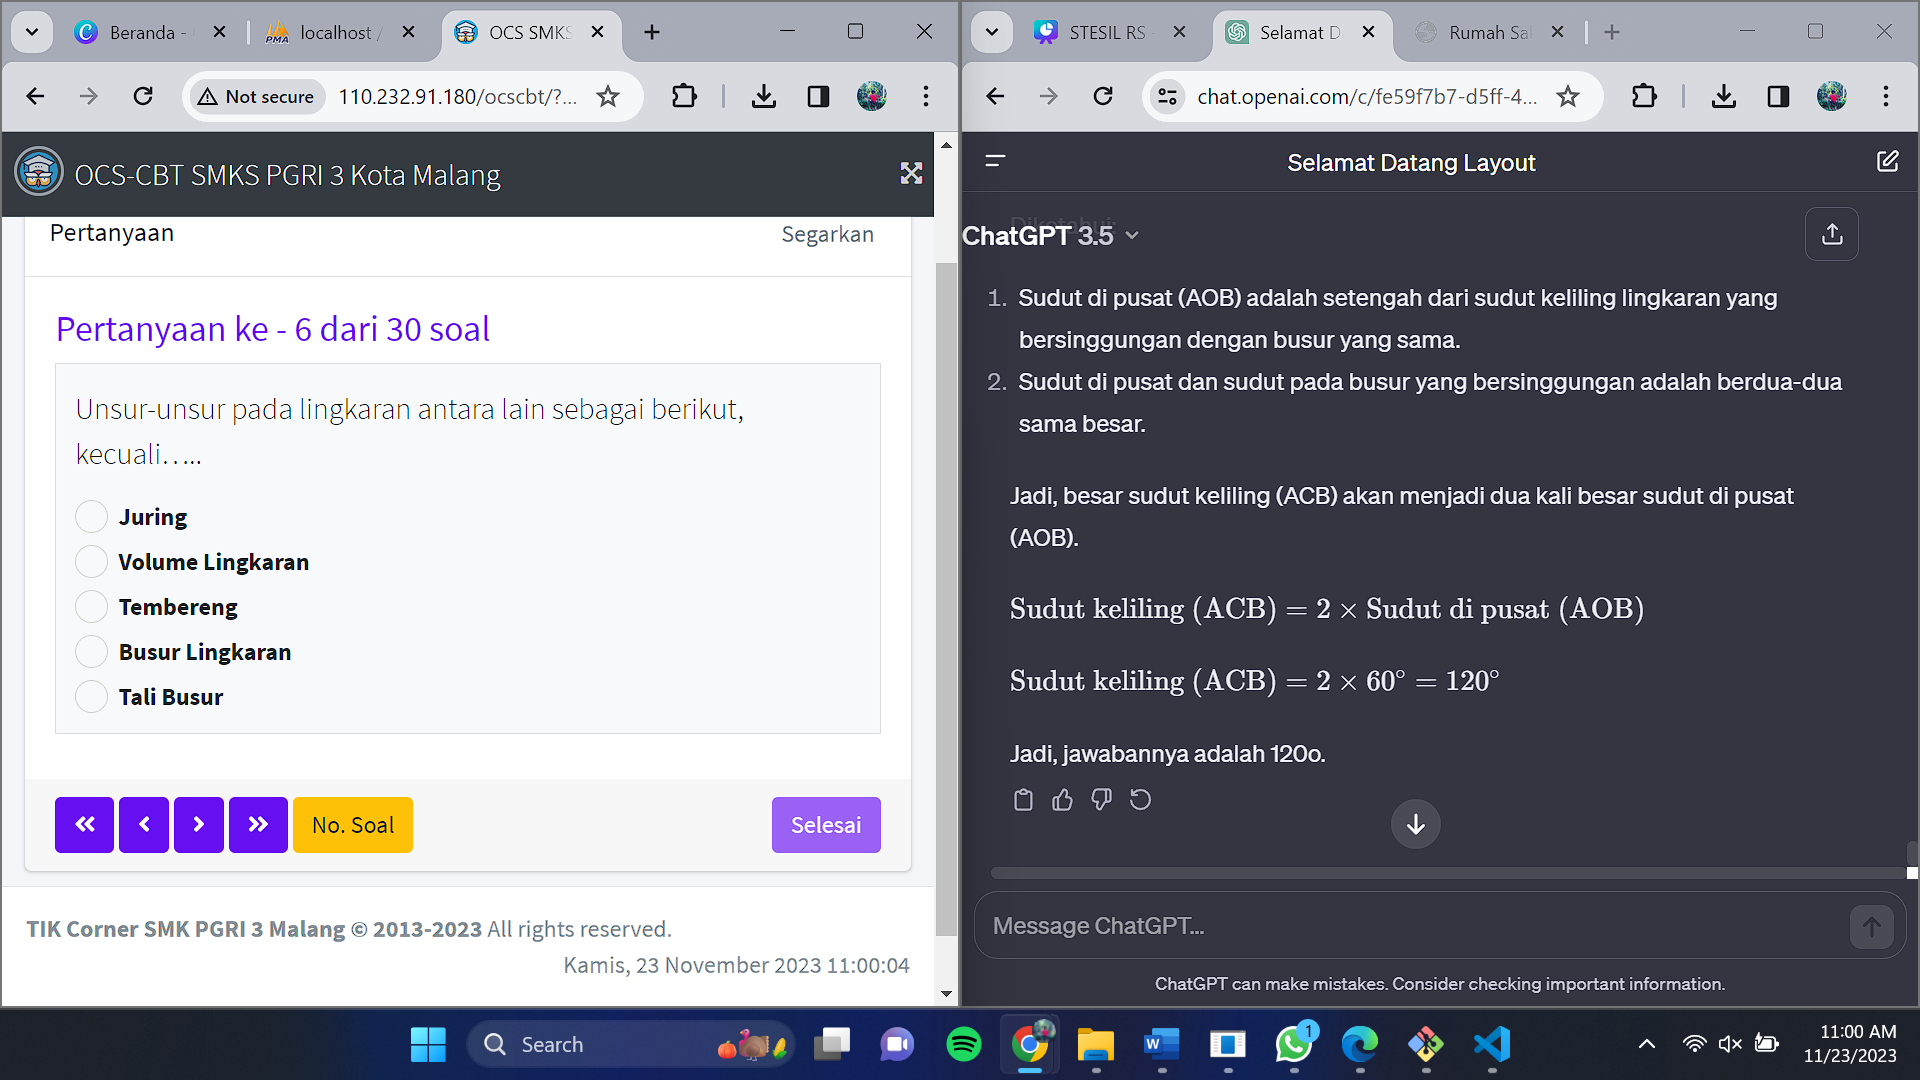 Beranda -
localhost /
OCS SMKS
Not secure
110.232.91.180/ocscbt/?...
OCS-CBT SMKS PGRI 3 Kota Malang
Pertanyaan
Segarkan
Pertanyaan ke - 6 dari 30 soal
Unsur-unsur pada lingkaran antara lain sebagai berikut,
kecuali.....
Juring
Volume Lingkaran
Tembereng
Busur Lingkaran
Tali Busur
No. Soal
Selesai
TIK Corner SMK PGRI 3 Malang © 2013-2023 All rights reserved.
Kamis, 23 November 2023 11:00:04
STESIL RS
Selamat D
Rumah Sa
chat.openai.com/c/fe59f7b7-d5ff-4...
Selamat Datang Layout
Diketahui:
ChatGPT 3.5
1. Sudut di pusat (AOB) adalah setengah dari sudut keliling lingkaran yang
bersinggungan dengan busur yang sama.
2. Sudut di pusat dan sudut pada busur yang bersinggungan adalah berdua-dua
sama besar.
Jadi, besar sudut keliling (ACB) akan menjadi dua kali besar sudut di pusat
(AOB).
Sudut keliling (ACB) = 2 × Sudut di pusat (AOB)
Sudut keliling (ACB) = 2 × 60° = 120°
Jadi, jawabannya adalah 120o.
Message ChatGPT...
ChatGPT can make mistakes. Consider checking important information.
Search
1
11:00 AM
11/23/2023